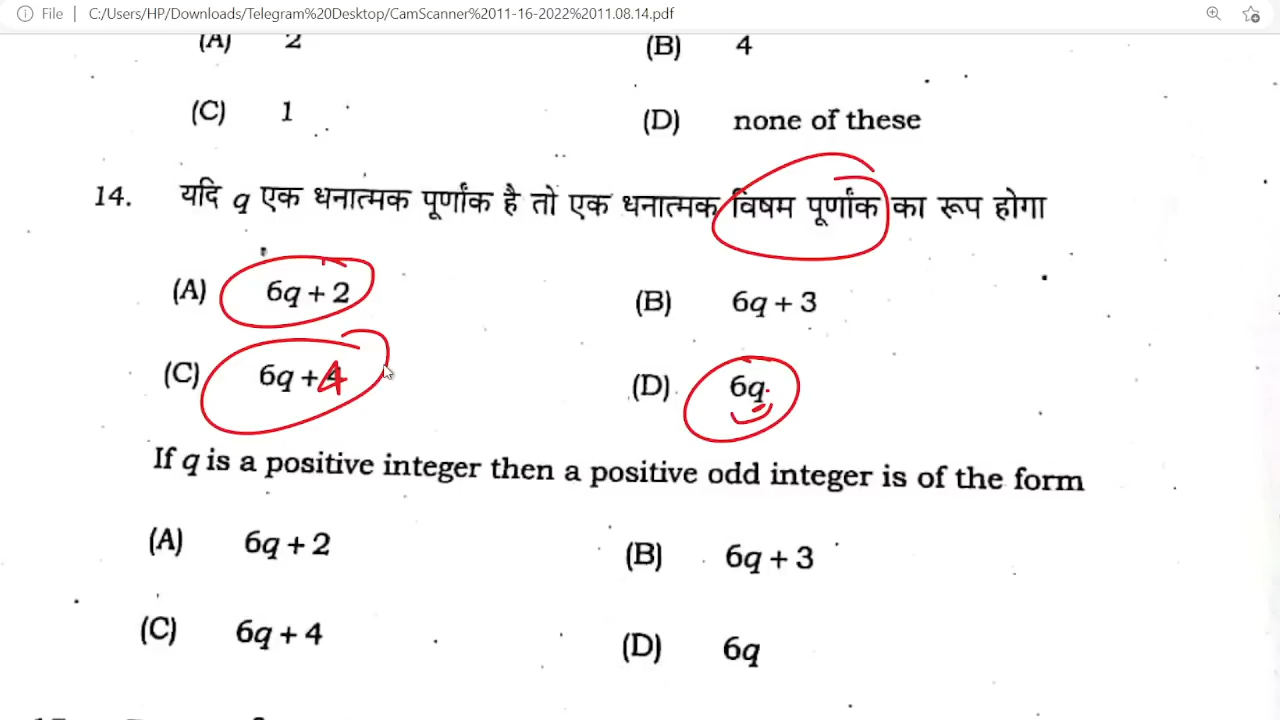 File | C:/Users/HP/Downloads/Telegram%20Desktop/CamScanner%2011-16-2022%2011.08.14.pdf
(A) 2 (B) 4
(C) 1 (D) none of these
14. यदि q एक धनात्मक पूर्णांक है तो एक धनात्मक विषम पूर्णांक का रूप होगा
(A) 6q + 2 (B) 6q + 3
(C) 6q + 4 (D) 6q
If q is a positive integer then a positive odd integer is of the form
(A) 6q + 2 (B) 6q + 3
(C) 6q + 4 (D) 6q